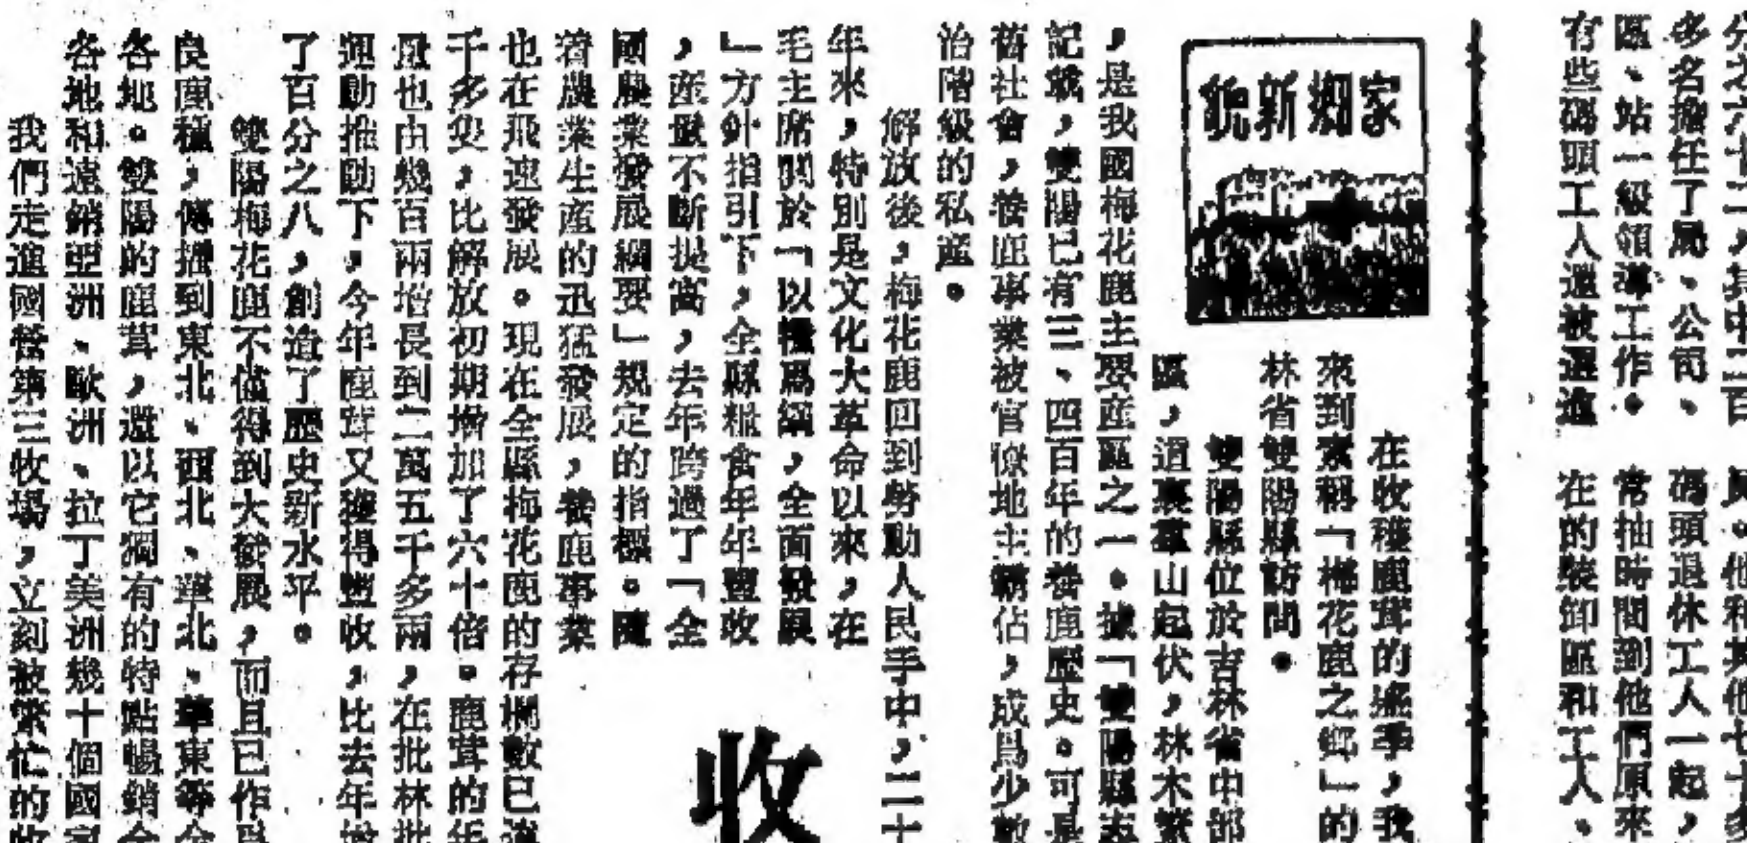 分之六十二，其中二百
多名擔任了局、公司、
區、站一級領導工作。
有些碼頭工人還被選進
員。他和其他七十多
碼頭退休工人一起，
常抽時間到他們原來
在的裝卸區和工人、
家鄉新貌
收
在收穫鹿茸的季，我
來到素稱「梅花鹿之鄉」的
林省雙陽縣訪問。
雙陽縣位於吉林省中部
區，這裏羣山起伏，林木繁
，是我國梅花鹿主要產區之一。據「雙陽縣志
記載，雙陽已有三、四百年的養鹿歷史。可是
舊社會，養鹿事業被官僚地主霸佔，成爲少數
治階級的私產。
解放後，梅花鹿回到勞動人民手中，二十
年來，特別是文化大革命以來，在
毛主席關於「以糧爲綱，全面發展
」方針指引下，全縣糧食年年豐收
，產量不斷提高，去年跨過了「全
國農業發展綱要」規定的指標。隨
着農業生產的迅猛發展，養鹿事業
也在飛速發展。現在全縣梅花鹿的存欄數已達
千多隻，比解放初期增加了六十倍。鹿茸的年
量也由幾百兩增長到二萬五千多兩，在批林批
運動推動下，今年鹿茸又獲得豐收，比去年增
了百分之八，創造了歷史新水平。
雙陽梅花鹿不僅得到大發展，而且已作爲
良鹿種，傳播到東北、西北、華北、華東等全
各地。雙陽的鹿茸，還以它獨有的特點暢銷全
各地和遠銷亞洲、歐洲、拉丁美洲幾十個國家
我們走進國營第三牧場，立刻被繁忙的收